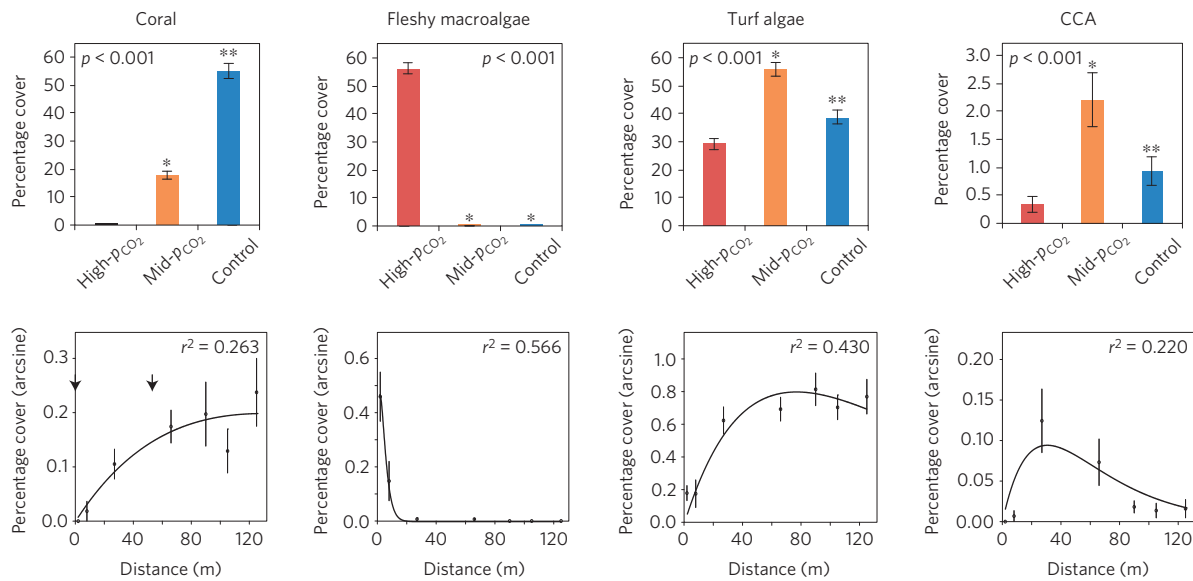 Coral
Percentage cover
60
50
40
30
20
10
0
p < 0.001
*
**
High-pCO2
Mid-pCO2
Control
Fleshy macroalgae
Percentage cover
60
50
40
30
20
10
0
p < 0.001
*
*
High-pCO2
Mid-pCO2
Control
Turf algae
Percentage cover
60
50
40
30
20
10
0
p < 0.001
*
**
High-pCO2
Mid-pCO2
Control
CCA
Percentage cover
3.0
2.5
2.0
1.5
1.0
0.5
0
p < 0.001
*
**
High-pCO2
Mid-pCO2
Control
Percentage cover (arcsine)
0.3
0.2
0.1
0.0
r² = 0.263
0 40 80 120
Distance (m)
Percentage cover (arcsine)
0.6
0.4
0.2
0.0
r² = 0.566
0 40 80 120
Distance (m)
Percentage cover (arcsine)
1.0
0.8
0.6
0.4
0.2
0.0
r² = 0.430
0 40 80 120
Distance (m)
Percentage cover (arcsine)
0.20
0.15
0.10
0.05
0.00
r² = 0.220
0 40 80 120
Distance (m)